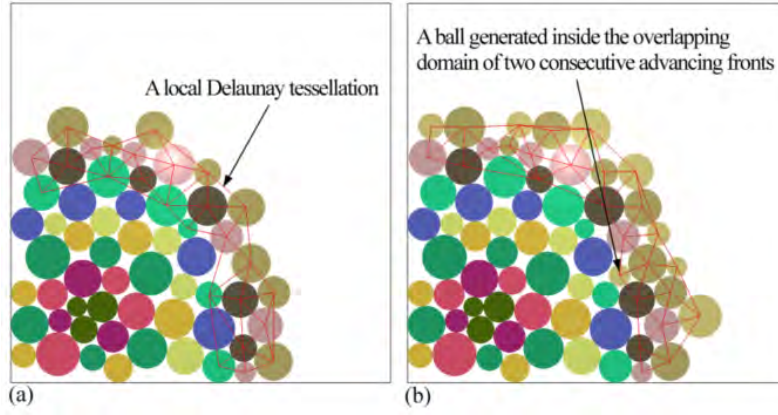 A local Delaunay tessellation
A ball generated inside the overlapping
domain of two consecutive advancing fronts
(a)
(b)